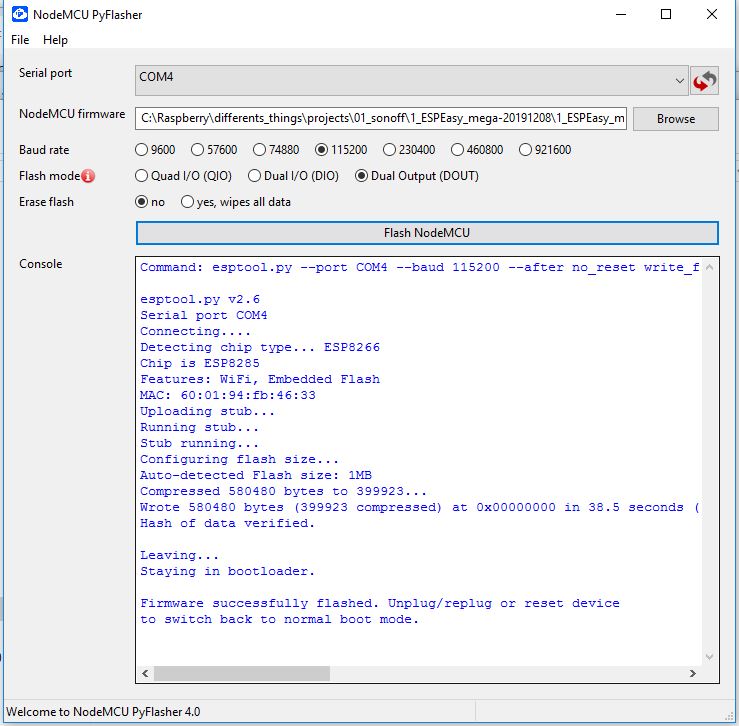 NodeMCU PyFlasher
File Help
Serial port COM4
NodeMCU firmware C:\Raspberry\differents_things\projects\01_sonoff\1_ESPEasy_mega-20191208\1_ESPEasy_m Browse
Baud rate 9600 57600 74880 115200 230400 460800 921600
Flash mode Quad I/O (QIO) Dual I/O (DIO) Dual Output (DOUT)
Erase flash no yes, wipes all data
Flash NodeMCU
Console
Command: esptool.py --port COM4 --baud 115200 --after no_reset write_f
esptool.py v2.6
Serial port COM4
Connecting....
Detecting chip type... ESP8266
Chip is ESP8285
Features: WiFi, Embedded Flash
MAC: 60:01:94:fb:46:33
Uploading stub...
Running stub...
Stub running...
Configuring flash size...
Auto-detected Flash size: 1MB
Compressed 580480 bytes to 399923...
Wrote 580480 bytes (399923 compressed) at 0x00000000 in 38.5 seconds (
Hash of data verified.
Leaving...
Staying in bootloader.
Firmware successfully flashed. Unplug/replug or reset device
to switch back to normal boot mode.
Welcome to NodeMCU PyFlasher 4.0